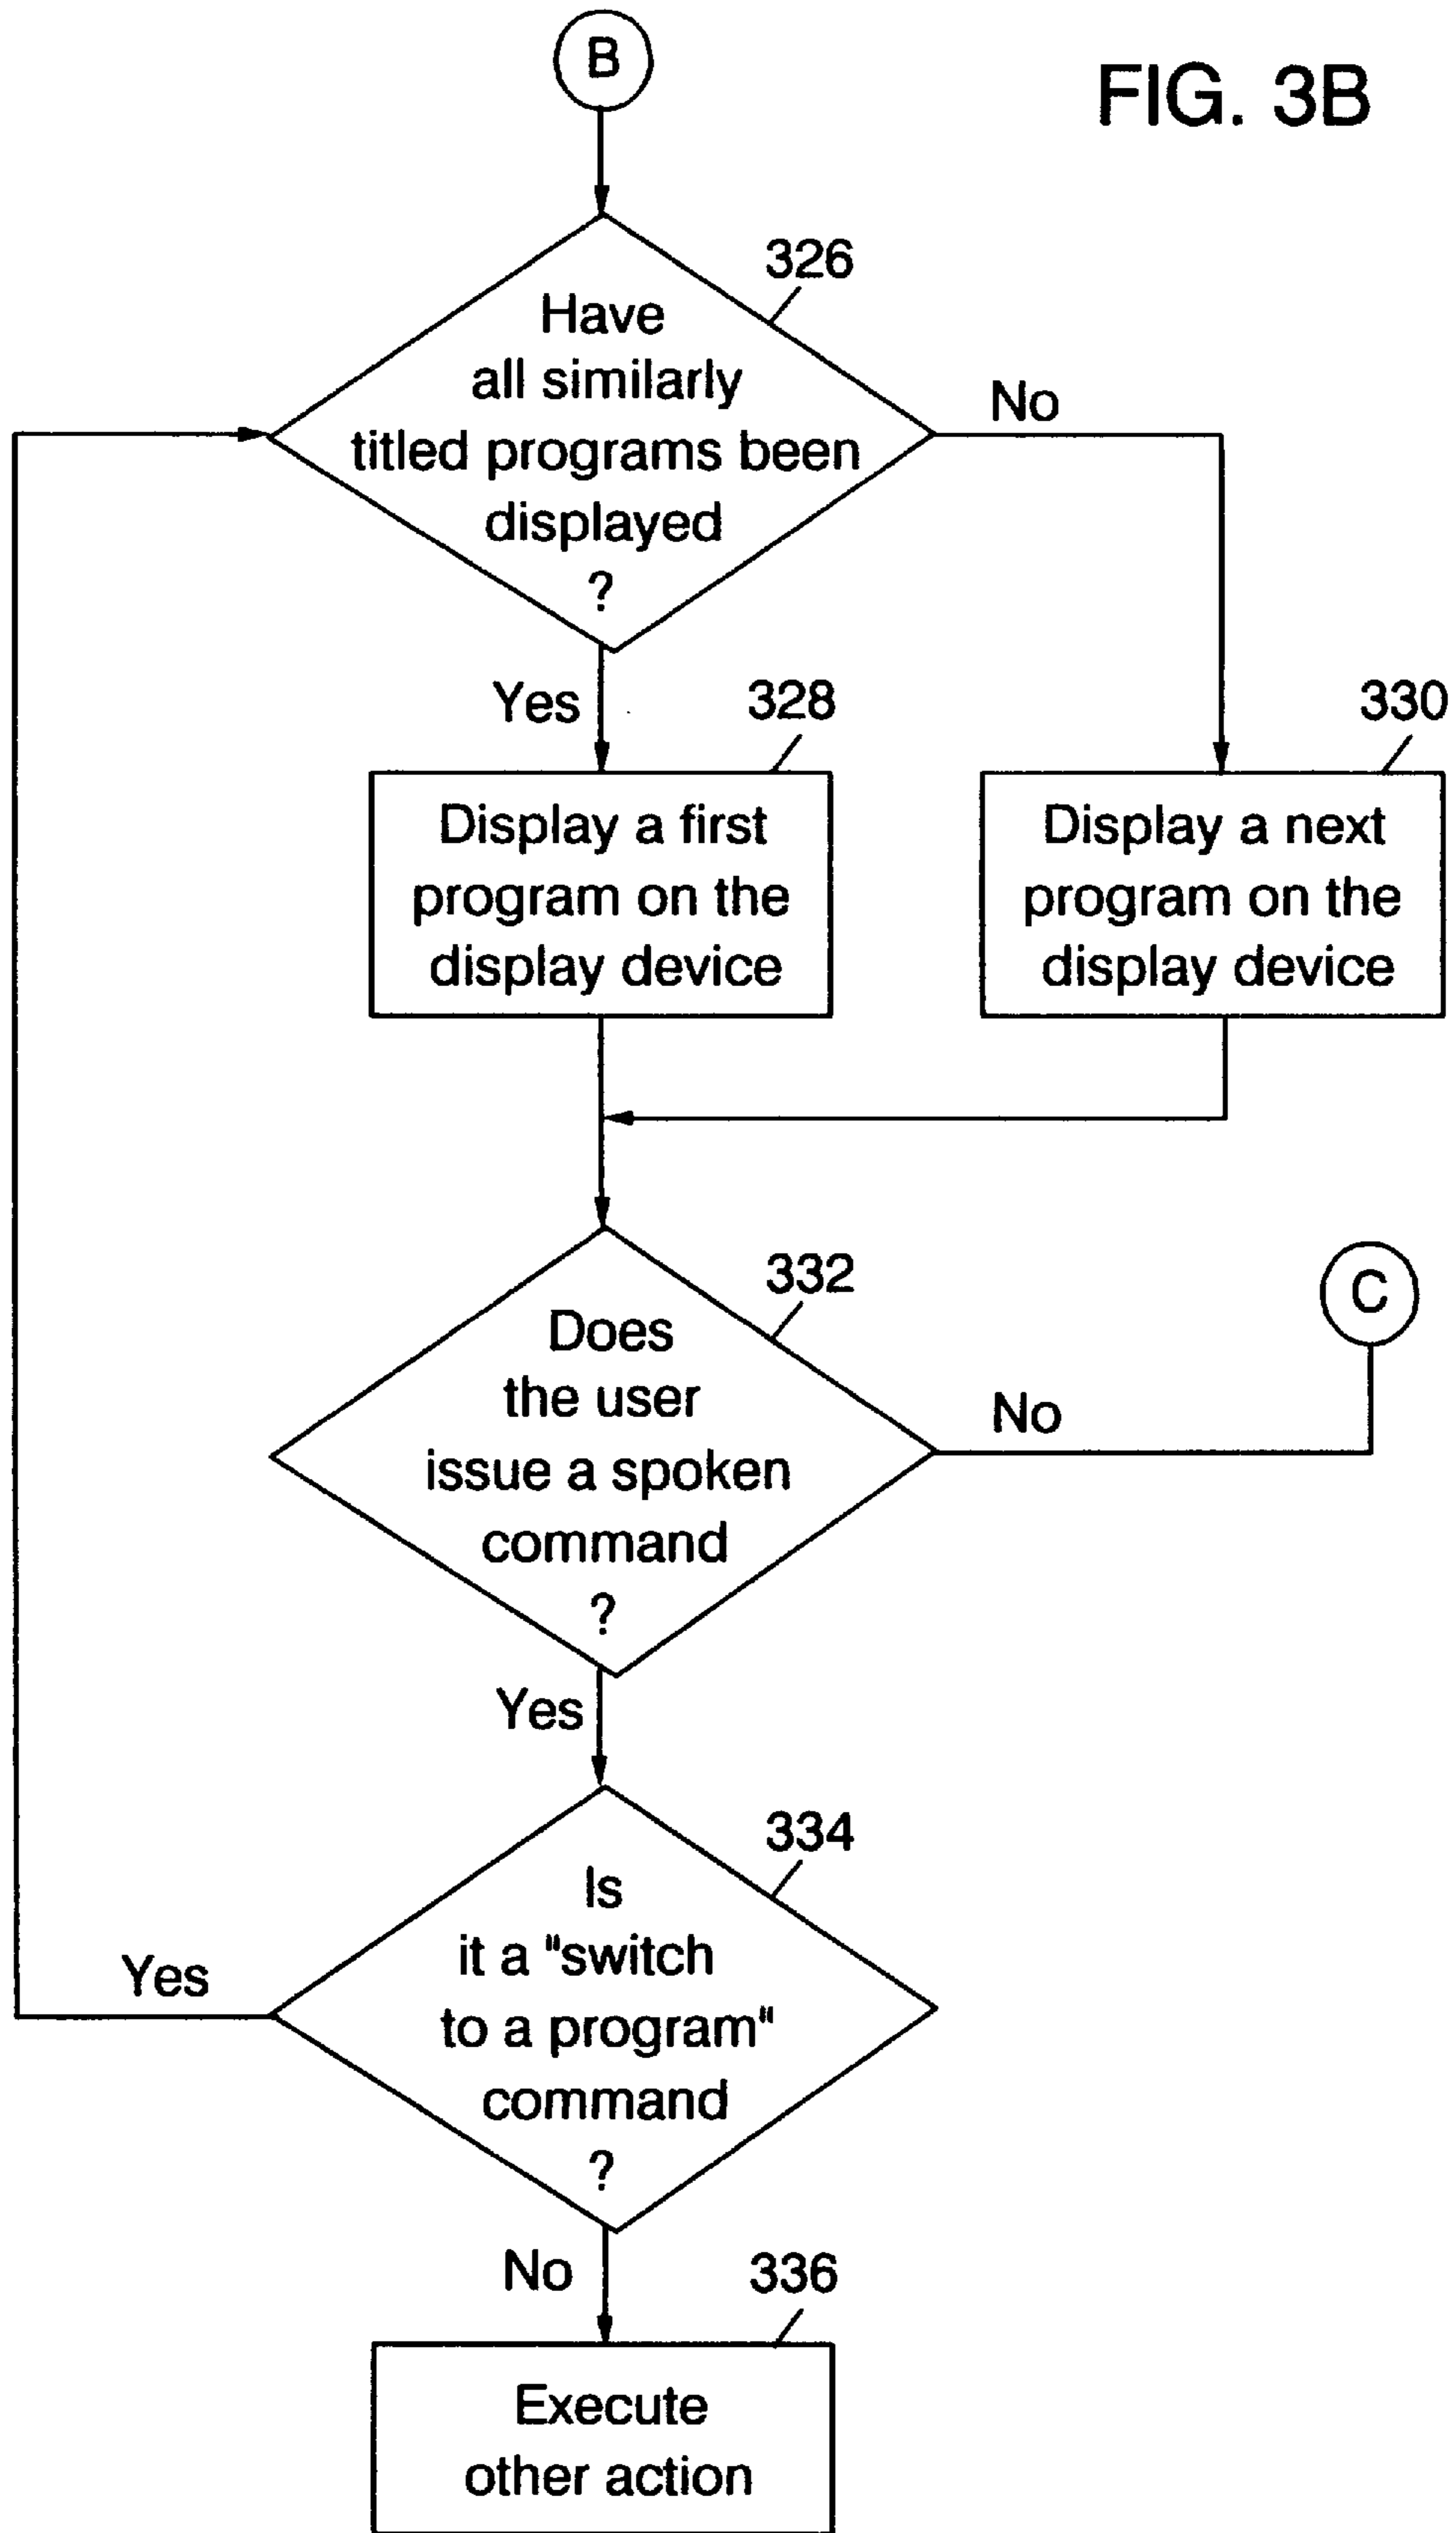 B
FIG. 3B
326
Have
all similarly
titled programs been
displayed
?
No
Yes
328
330
Display a first
program on the
display device
Display a next
program on the
display device
332
C
Does
the user
issue a spoken
command
?
No
Yes
334
Is
it a "switch
to a program"
command
?
Yes
No
336
Execute
other action